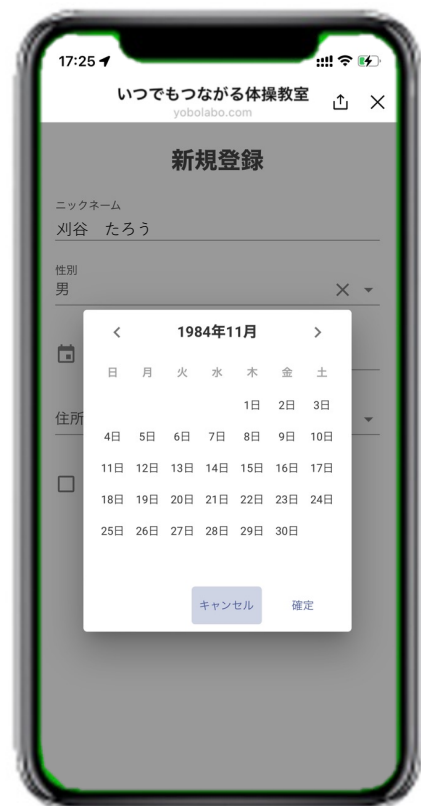 17:25
いつでもつながる体操教室
yobolabo.com
新規登録
ニックネーム
刈谷　たろう
性別
男
1984年11月
日 月 火 水 木 金 土
1日 2日 3日
4日 5日 6日 7日 8日 9日 10日
11日 12日 13日 14日 15日 16日 17日
18日 19日 20日 21日 22日 23日 24日
25日 26日 27日 28日 29日 30日
住所
キャンセル 確定